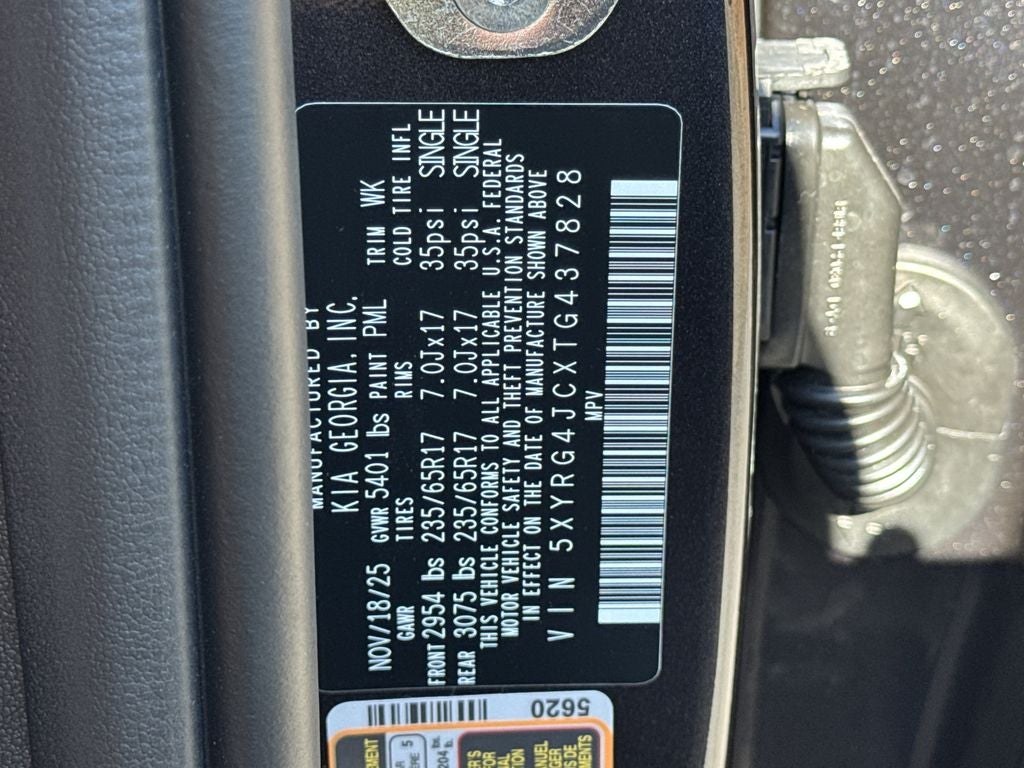 MANUFACTURED BY
KIA GEORGIA, INC.
NOV/18/25 GVWR 5401 lbs PAINT PML TRIM WK
GAWR TIRES RIMS COLD TIRE INFL
FRONT 2954 lbs 235/65R17 7.0Jx17 35psi SINGLE
REAR 3075 lbs 235/65R17 7.0Jx17 35psi SINGLE
THIS VEHICLE CONFORMS TO ALL APPLICABLE U.S.A. FEDERAL
MOTOR VEHICLE SAFETY AND THEFT PREVENTION STANDARDS
IN EFFECT ON THE DATE OF MANUFACTURE SHOWN ABOVE
VIN 5XYRG4JCXTG437828
MPV
5620
5